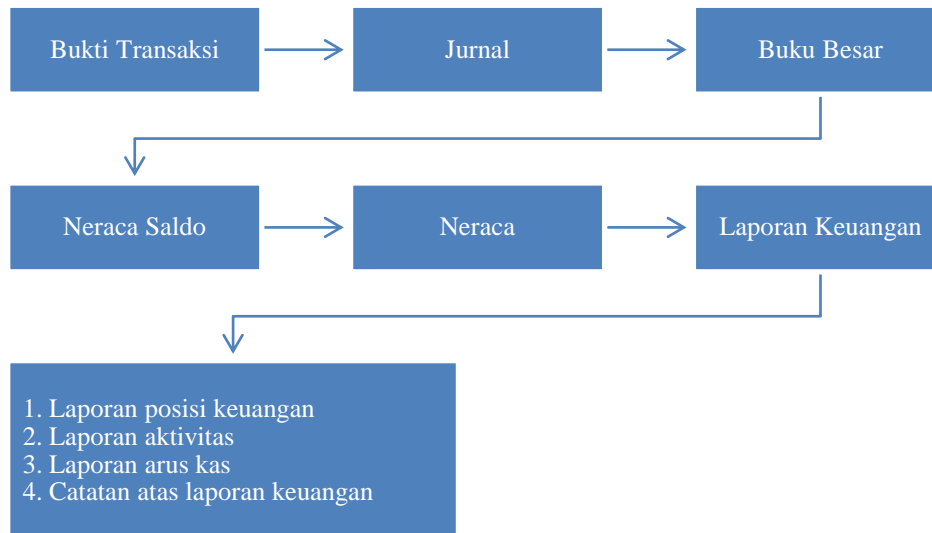 Bukti Transaksi
Jurnal
Buku Besar
Neraca Saldo
Neraca
Laporan Keuangan
1. Laporan posisi keuangan
2. Laporan aktivitas
3. Laporan arus kas
4. Catatan atas laporan keuangan